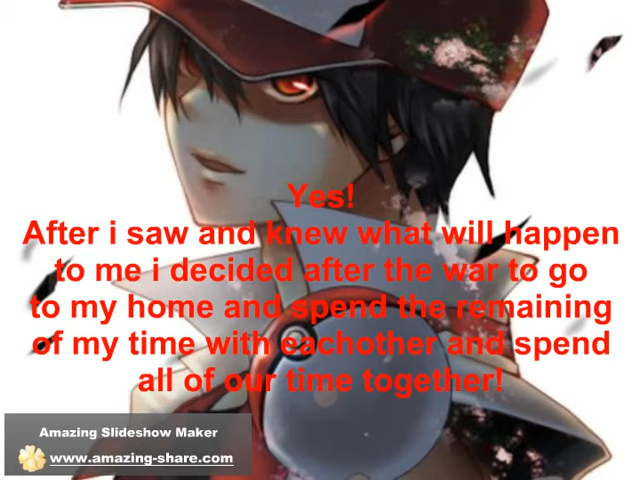 Yes!
After i saw and knew what will happen
to me i decided after the war to go
to my home and spend the remaining
of my time with eachother and spend
all of our time together!
Amazing Slideshow Maker
www.amazing-share.com